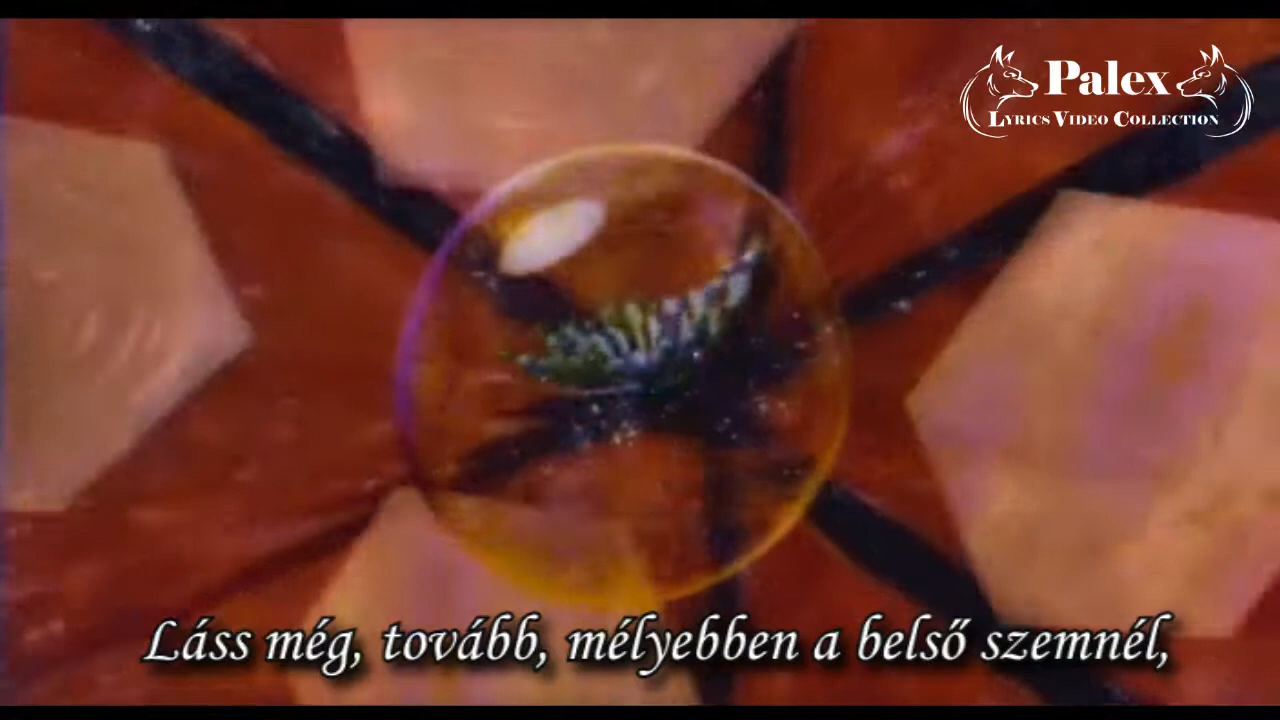 Palex
Lyrics Video Collection
Láss még, tovább, mélyebben a belső szemnél,